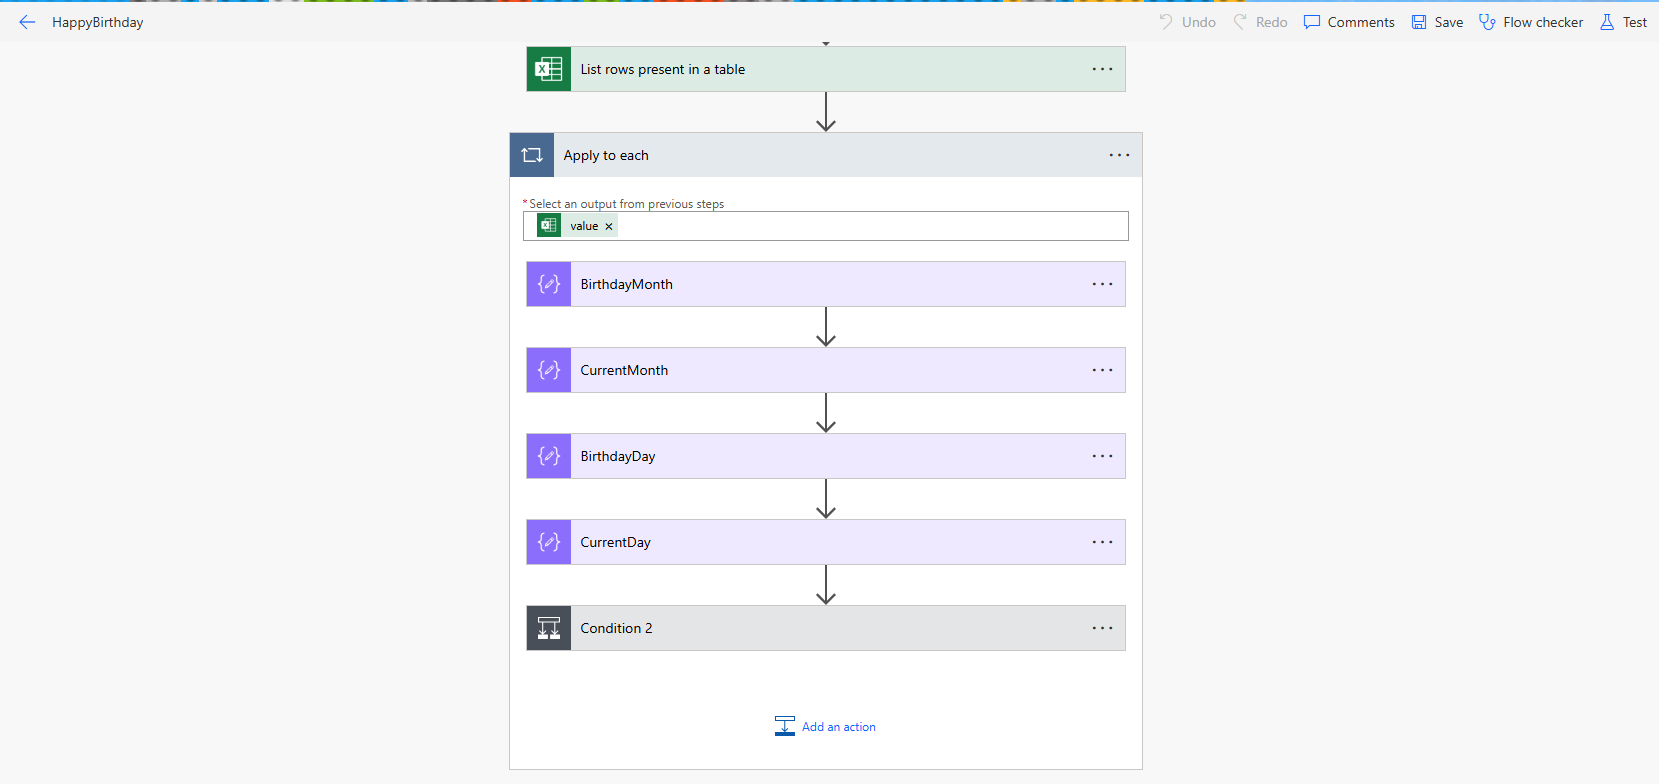 HappyBirthday
Undo Redo Comments Save Flow checker Test
List rows present in a table
Apply to each
*Select an output from previous steps
value ×
BirthdayMonth
CurrentMonth
BirthdayDay
CurrentDay
Condition 2
Add an action